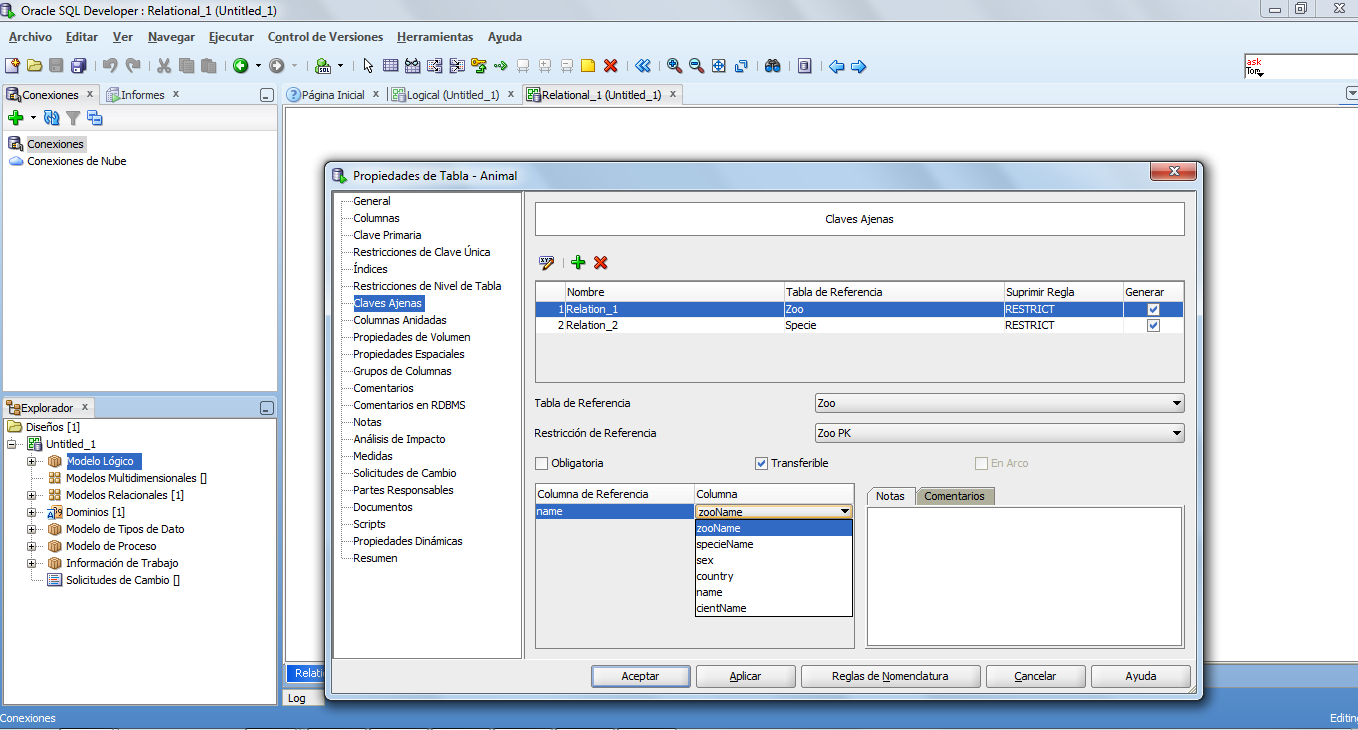 Oracle SQL Developer : Relational_1 (Untitled_1)
Archivo Editar Ver Navegar Ejecutar Control de Versiones Herramientas Ayuda
SQL
ask
Tom
Conexiones x Informes x
Página Inicial x Logical (Untitled_1) x Relational_1 (Untitled_1) x
Conexiones
Conexiones de Nube
Propiedades de Tabla - Animal
General
Columnas
Clave Primaria
Restricciones de Clave Única
Índices
Restricciones de Nivel de Tabla
Claves Ajenas
Columnas Anidadas
Propiedades de Volumen
Propiedades Espaciales
Grupos de Columnas
Comentarios
Comentarios en RDBMS
Notas
Análisis de Impacto
Medidas
Solicitudes de Cambio
Partes Responsables
Documentos
Scripts
Propiedades Dinámicas
Resumen
Claves Ajenas
Nombre Tabla de Referencia Suprimir Regla Generar
1 Relation_1 Zoo RESTRICT
2 Relation_2 Specie RESTRICT
Tabla de Referencia Zoo
Restricción de Referencia Zoo PK
Obligatoria Transferible En Arco
Columna de Referencia Columna
name zooName
zooName
specieName
sex
country
name
cientName
Notas Comentarios
Aceptar Aplicar Reglas de Nomenclatura Cancelar Ayuda
Explorador x
Diseños [1]
Untitled_1
Modelo Lógico
Modelos Multidimensionales []
Modelos Relacionales [1]
Dominios [1]
Modelo de Tipos de Dato
Modelo de Proceso
Información de Trabajo
Solicitudes de Cambio []
Relati
Log
Conexiones
Editing